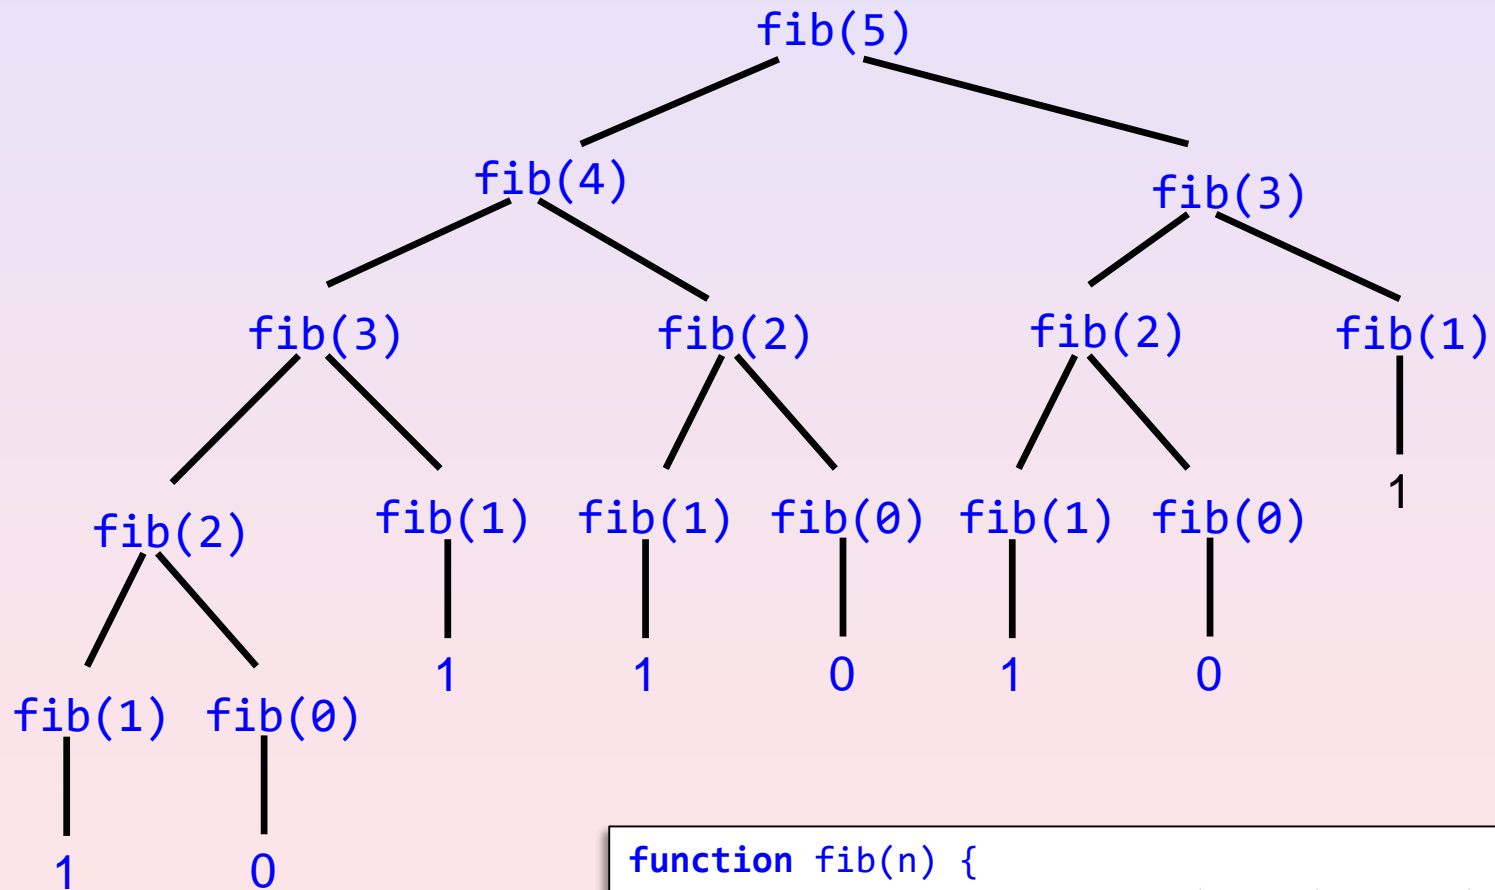 fib(5)
fib(4) fib(3)
fib(3) fib(2) fib(2) fib(1)
fib(2) fib(1) fib(1) fib(0) fib(1) fib(0) 1
fib(1) fib(0) 1 1 0 1 0
1 0
function fib(n) {